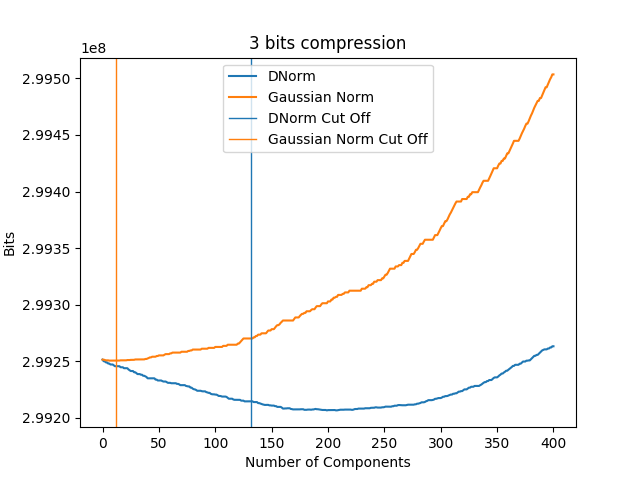 3 bits compression
1e8
DNorm
Gaussian Norm
DNorm Cut Off
Gaussian Norm Cut Off
2.9950
2.9945
2.9940
2.9935
2.9930
2.9925
2.9920
Bits
0 50 100 150 200 250 300 350 400
Number of Components